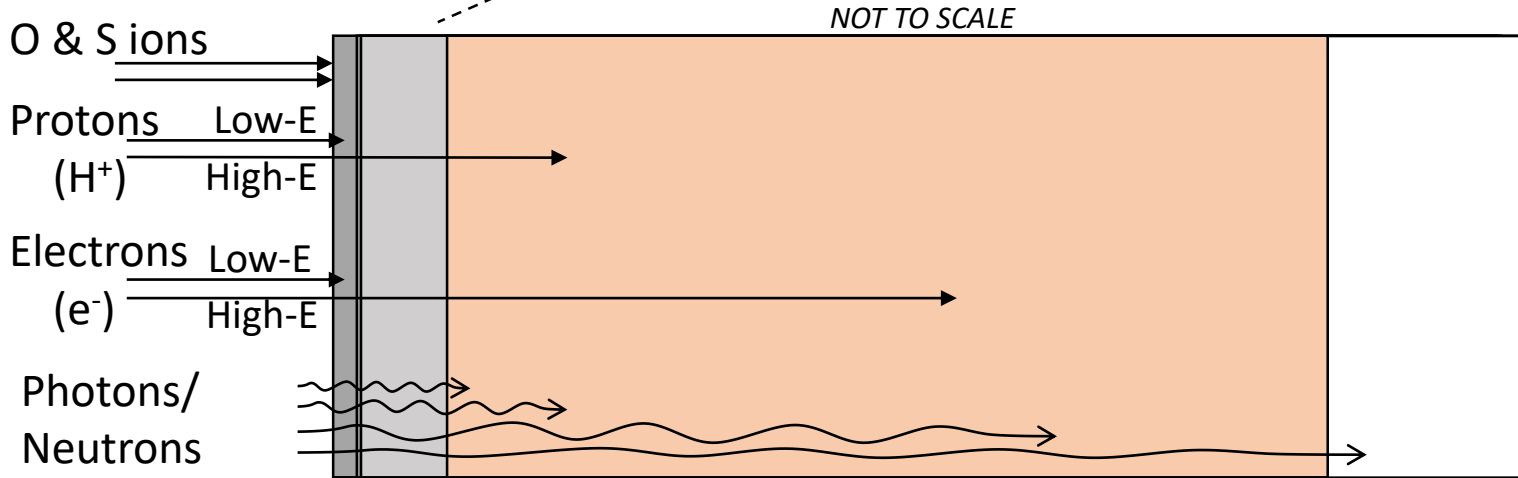 NOT TO SCALE
O & S ions
Protons Low-E
(H⁺) High-E
Electrons Low-E
(e⁻) High-E
Photons/
Neutrons